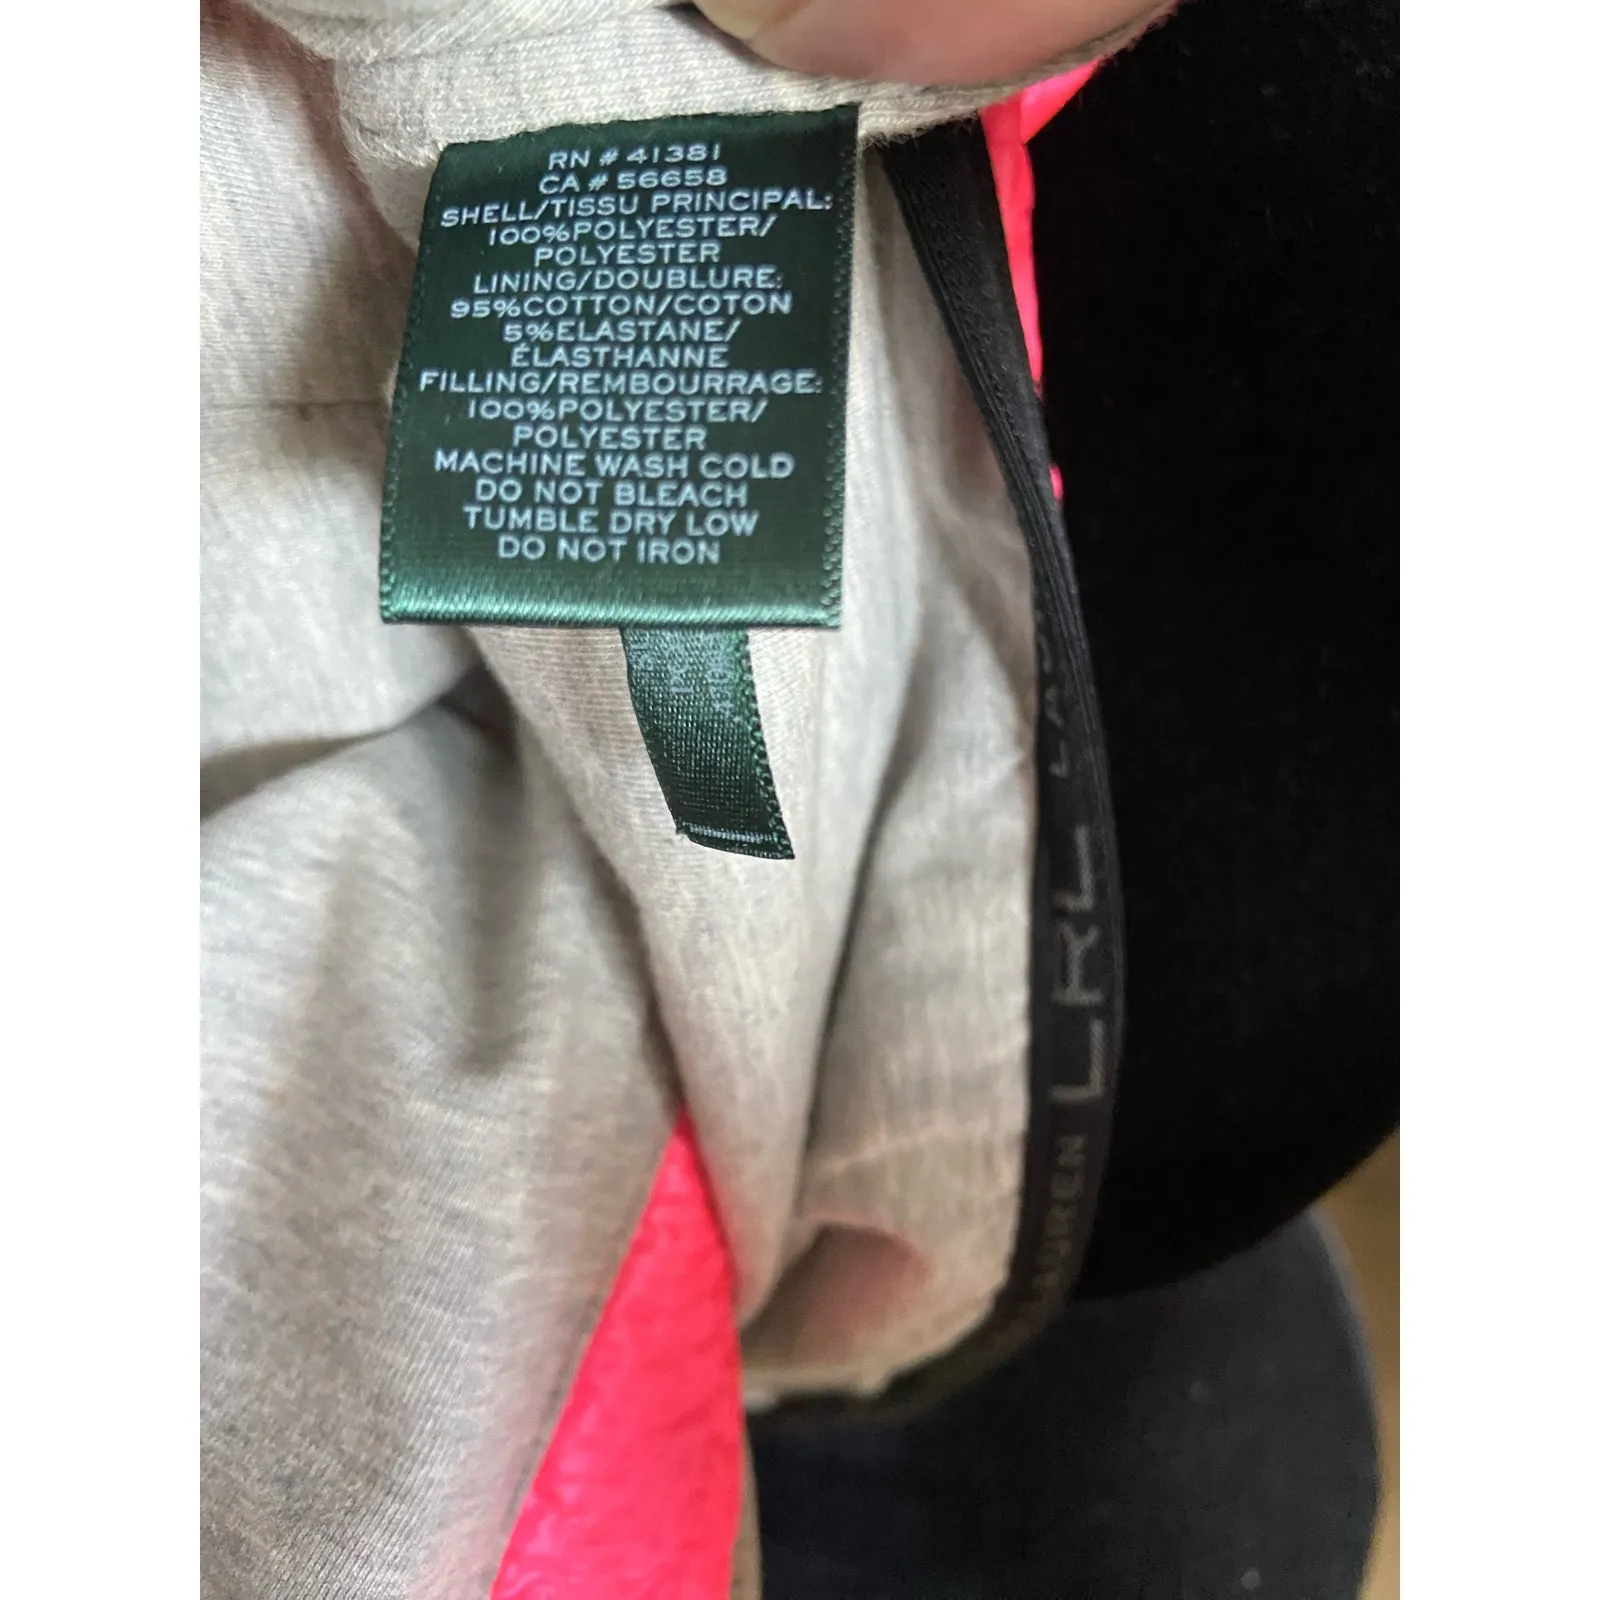 RN # 41381
CA # 56658
SHELL/TISSU PRINCIPAL:
100%POLYESTER/
POLYESTER
LINING/DOUBLURE:
95%COTTON/COTON
5%ELASTANE/
ÉLASTHANNE
FILLING/REMBOURRAGE:
100%POLYESTER/
POLYESTER
MACHINE WASH COLD
DO NOT BLEACH
TUMBLE DRY LOW
DO NOT IRON
LAUREN LRL